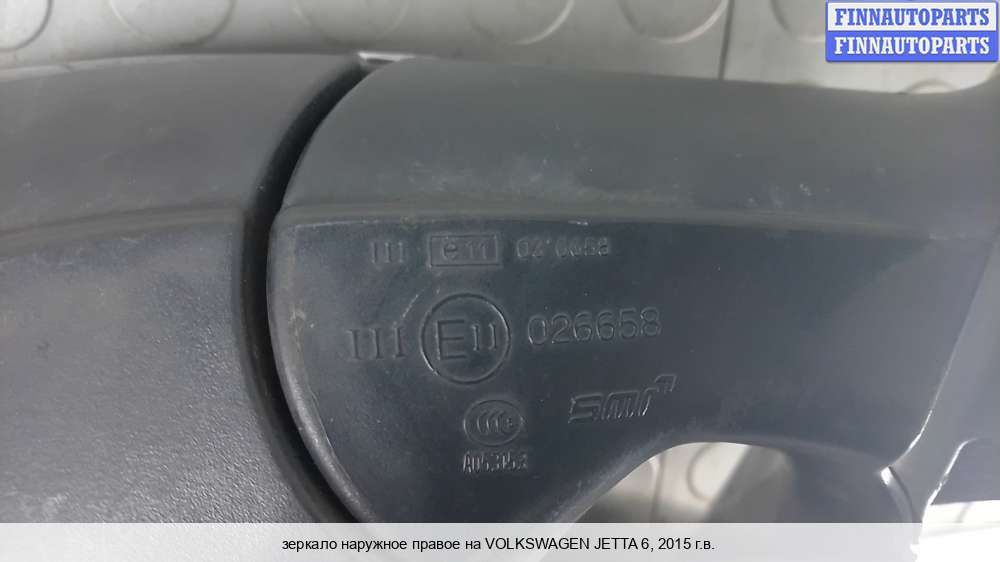 FINNAUTOPARTS
FINNAUTOPARTS
III e11
III E11 026658
smr
зеркало наружное правое на VOLKSWAGEN JETTA 6, 2015 г.в.